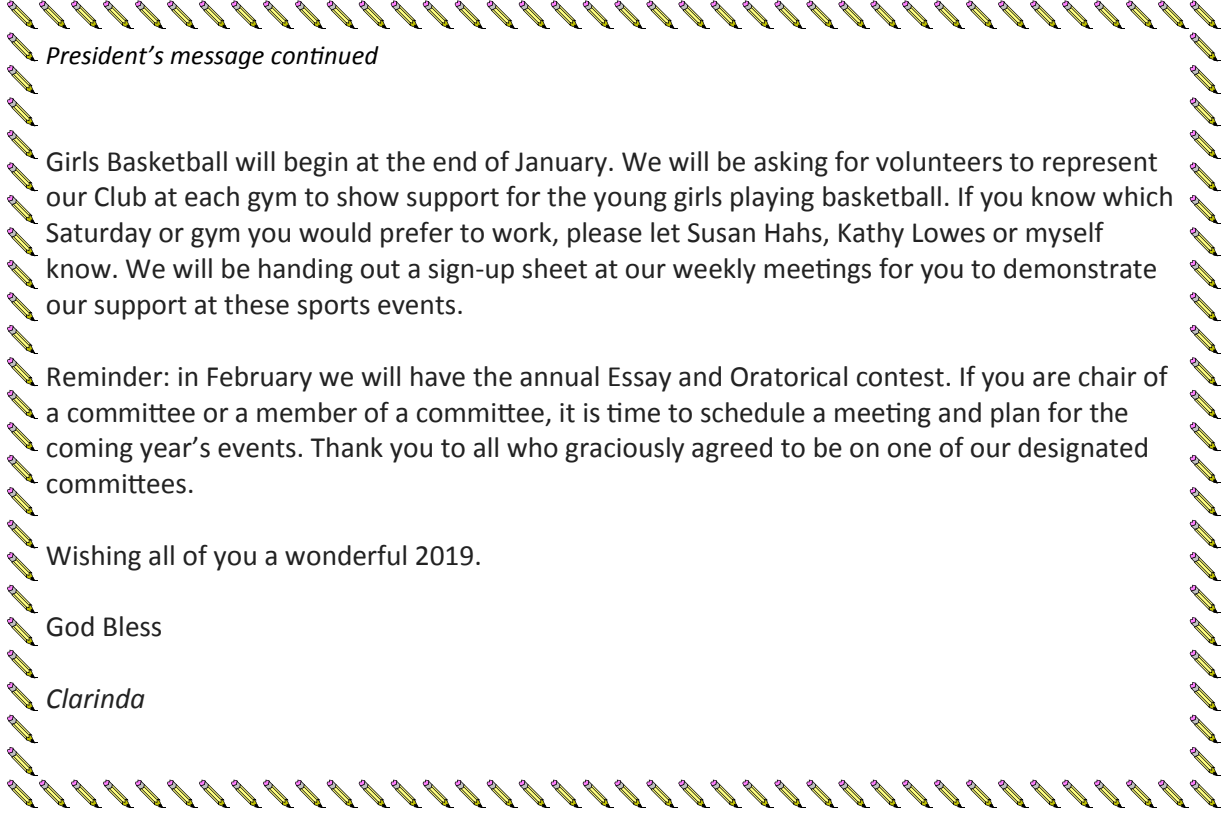 President’s message continued
Girls Basketball will begin at the end of January. We will be asking for volunteers to represent
our Club at each gym to show support for the young girls playing basketball. If you know which
Saturday or gym you would prefer to work, please let Susan Hahs, Kathy Lowes or myself
know. We will be handing out a sign-up sheet at our weekly meetings for you to demonstrate
our support at these sports events.
Reminder: in February we will have the annual Essay and Oratorical contest. If you are chair of
a committee or a member of a committee, it is time to schedule a meeting and plan for the
coming year’s events. Thank you to all who graciously agreed to be on one of our designated
committees.
Wishing all of you a wonderful 2019.
God Bless
Clarinda